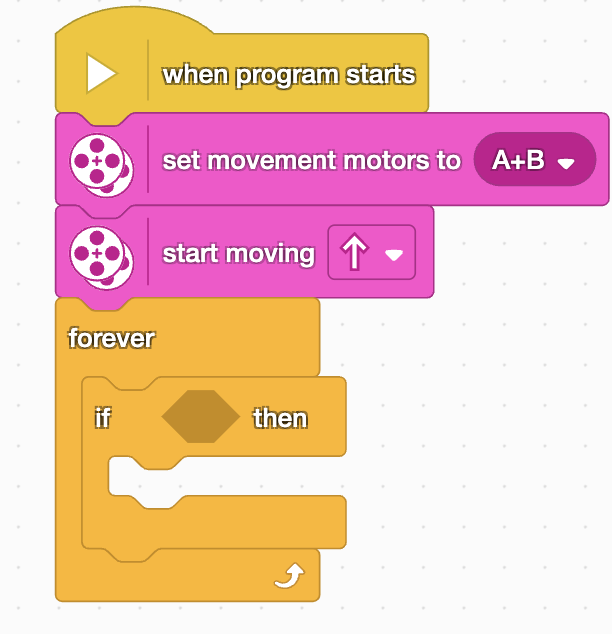 when program starts
set movement motors to A+B
start moving
forever
if then